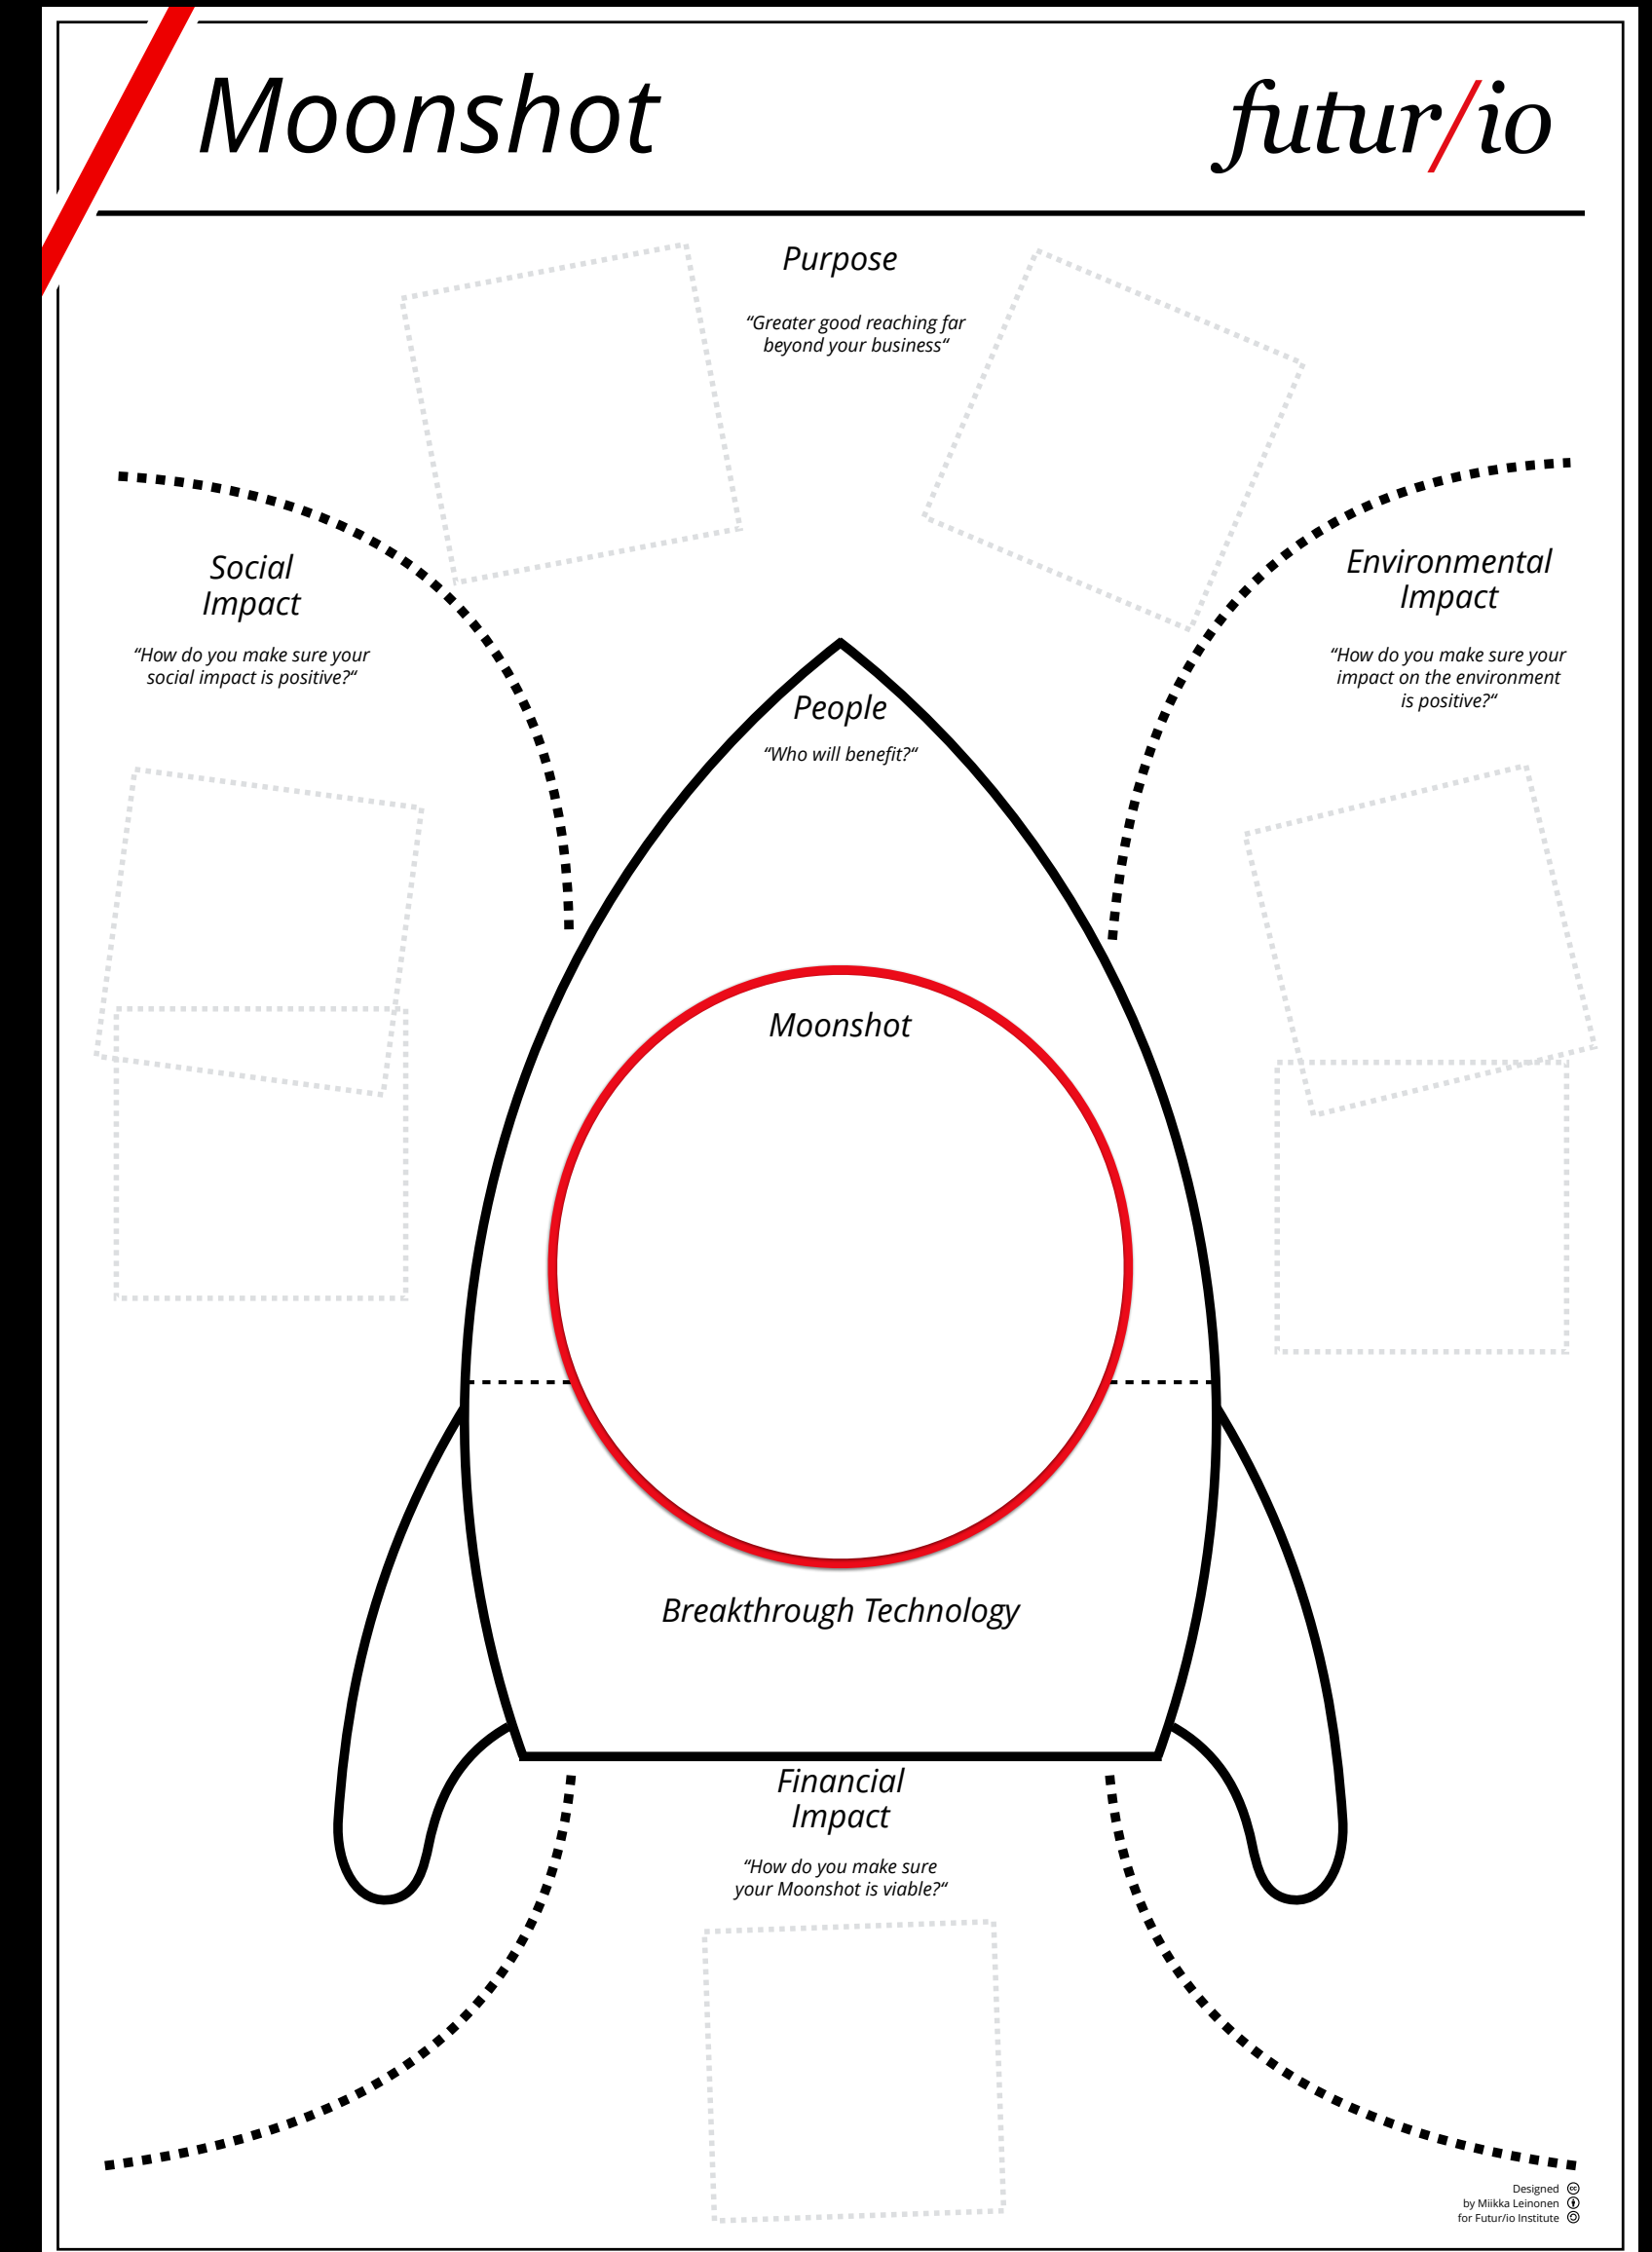 Moonshot
futur/io
Purpose
“Greater good reaching far
beyond your business“
Social
Impact
“How do you make sure your
social impact is positive?“
Environmental
Impact
“How do you make sure your
impact on the environment
is positive?“
People
“Who will benefit?“
Moonshot
Breakthrough Technology
Financial
Impact
“How do you make sure
your Moonshot is viable?“
Designed
by Miikka Leinonen
for Futur/io Institute